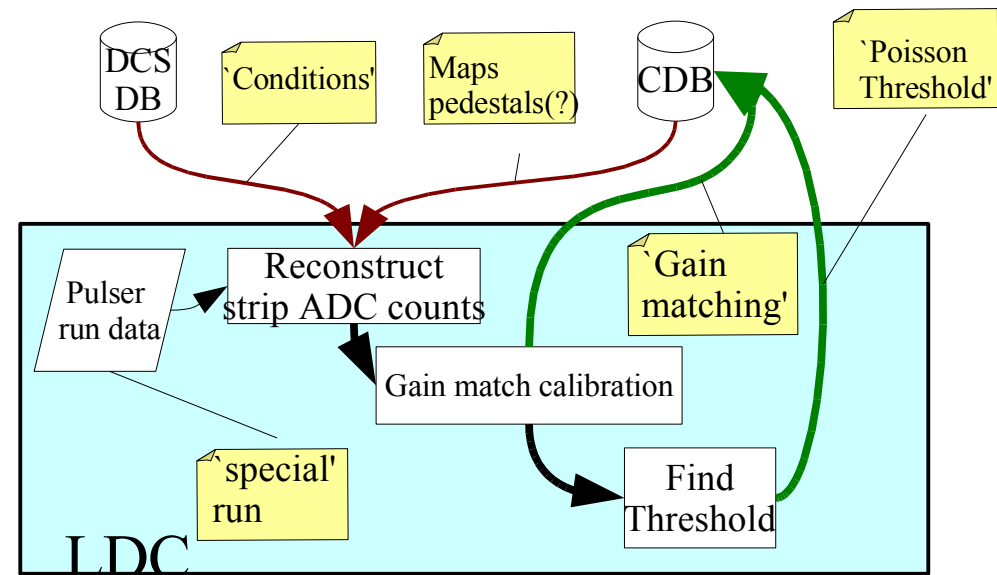 DCS
DB
`Conditions'
Maps
pedestals(?)
CDB
`Poisson
Threshold'
Pulser
run data
Reconstruct
strip ADC counts
`Gain
matching'
Gain match calibration
`special'
run
Find
Threshold
LDC